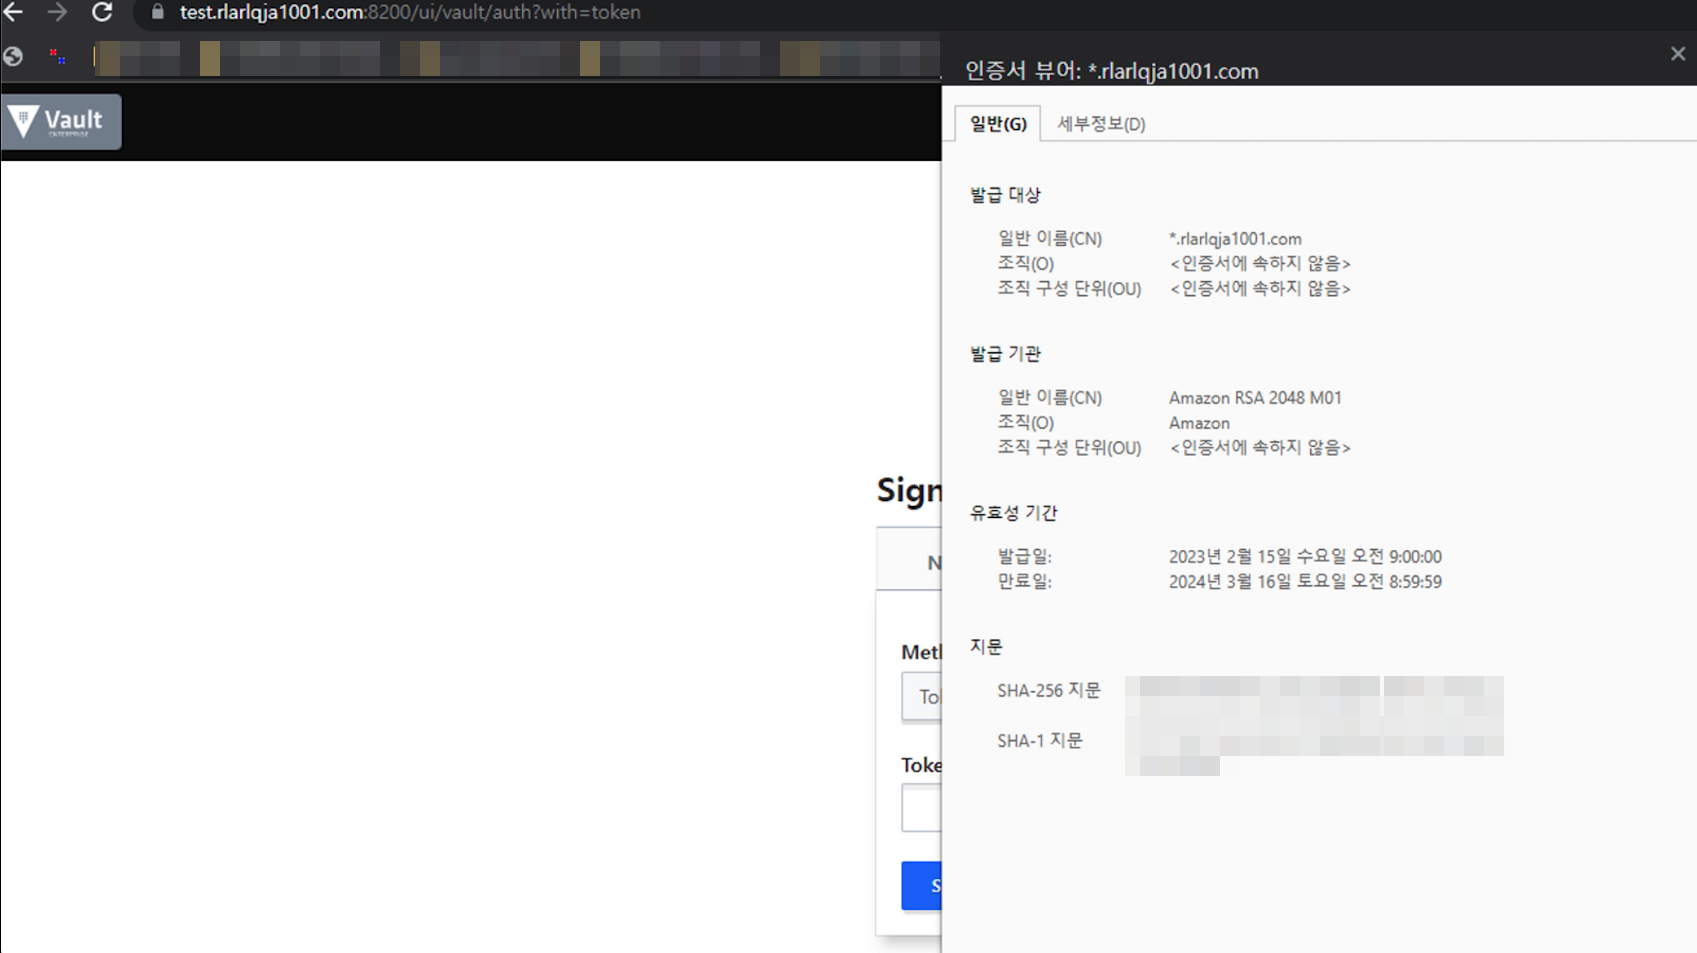 test.rlarlqja1001.com:8200/ui/vault/auth?with=token
Vault
ENTERPRISE
Sign
N
Metl
Tol
Toke
S
인증서 뷰어: *.rlarlqja1001.com
일반(G) 세부정보(D)
발급 대상
일반 이름(CN) *.rlarlqja1001.com
조직(O) <인증서에 속하지 않음>
조직 구성 단위(OU) <인증서에 속하지 않음>
발급 기관
일반 이름(CN) Amazon RSA 2048 M01
조직(O) Amazon
조직 구성 단위(OU) <인증서에 속하지 않음>
유효성 기간
발급일: 2023년 2월 15일 수요일 오전 9:00:00
만료일: 2024년 3월 16일 토요일 오전 8:59:59
지문
SHA-256 지문
SHA-1 지문